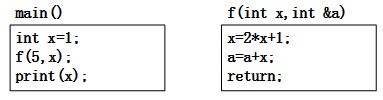 main()
int x=1;
f(5,x);
print(x);
f(int x,int &a)
x=2*x+1;
a=a+x;
return;